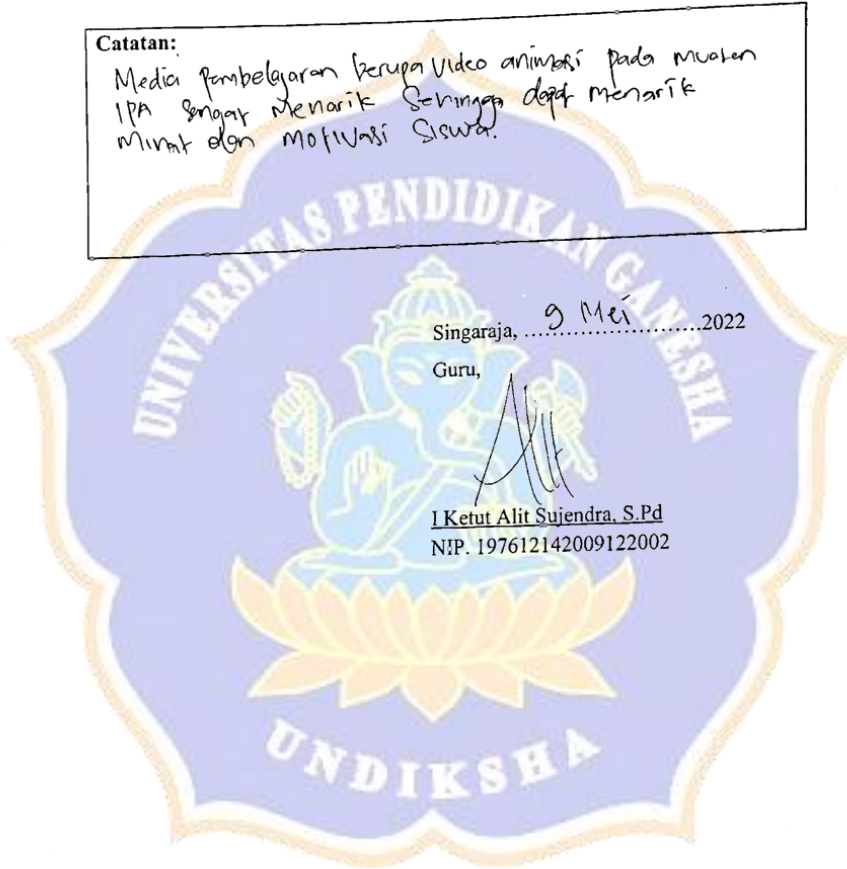 Catatan:
Media Pembelajaran berupa video animasi pada muatan
IPA sangat menarik sehingga dapat menarik
Minat dan motivasi siswa.
UNIVERSITAS PENDIDIKAN GANESHA
Singaraja, 9 Mei 2022
Guru,
I Ketut Alit Sujendra, S.Pd
NIP. 197612142009122002
UNDIKSHA